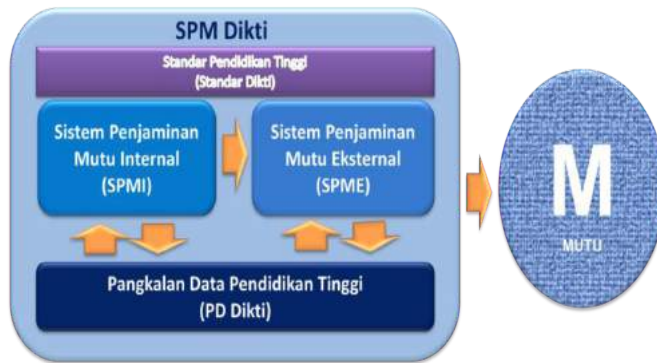 SPM Dikti
Standar Pendidikan Tinggi
(Standar Dikti)
Sistem Penjaminan
Mutu Internal
(SPMI)
Sistem Penjaminan
Mutu Eksternal
(SPME)
Pangkalan Data Pendidikan Tinggi
(PD Dikti)
M
MUTU